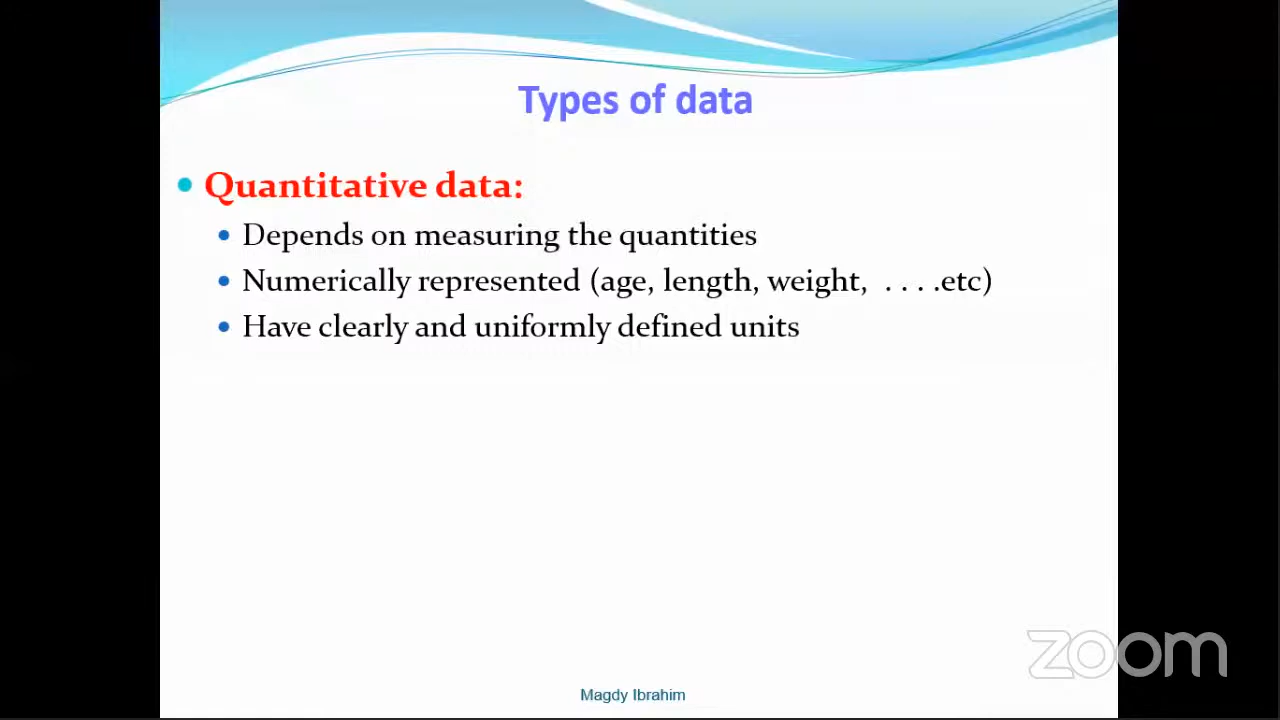 Types of data
Quantitative data:
Depends on measuring the quantities
Numerically represented (age, length, weight,  . . . .etc)
Have clearly and uniformly defined units
zoom
Magdy Ibrahim